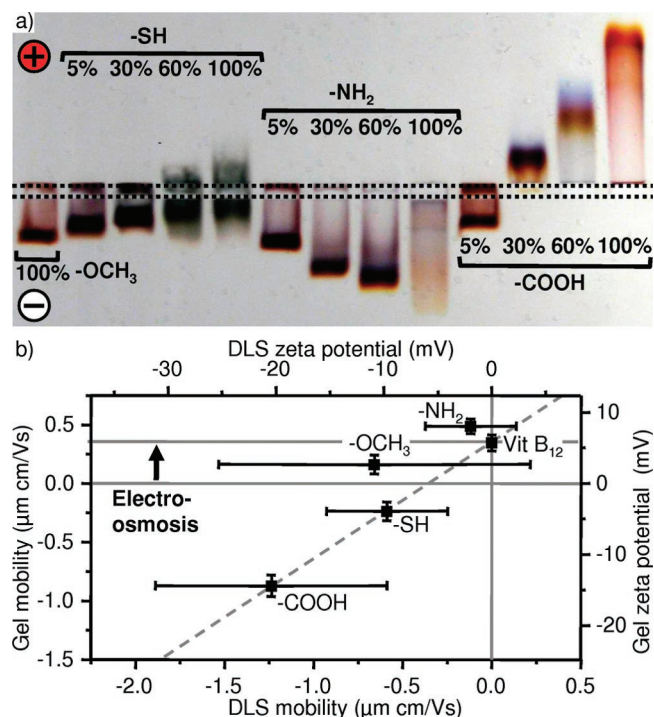 a)
+
-SH
5% 30% 60% 100%
-NH₂
5% 30% 60% 100%
100% -OCH₃
5% 30% 60% 100%
-COOH
−
b)
DLS zeta potential (mV)
-30 -20 -10 0
Gel mobility (µm cm/Vs)
0.5
0.0
-0.5
-1.0
-1.5
-NH₂
-OCH₃
Vit B₁₂
Electro-
osmosis
-SH
-COOH
10
0
-10
-20
Gel zeta potential (mV)
-2.0 -1.5 -1.0 -0.5 0.0 0.5
DLS mobility (µm cm/Vs)